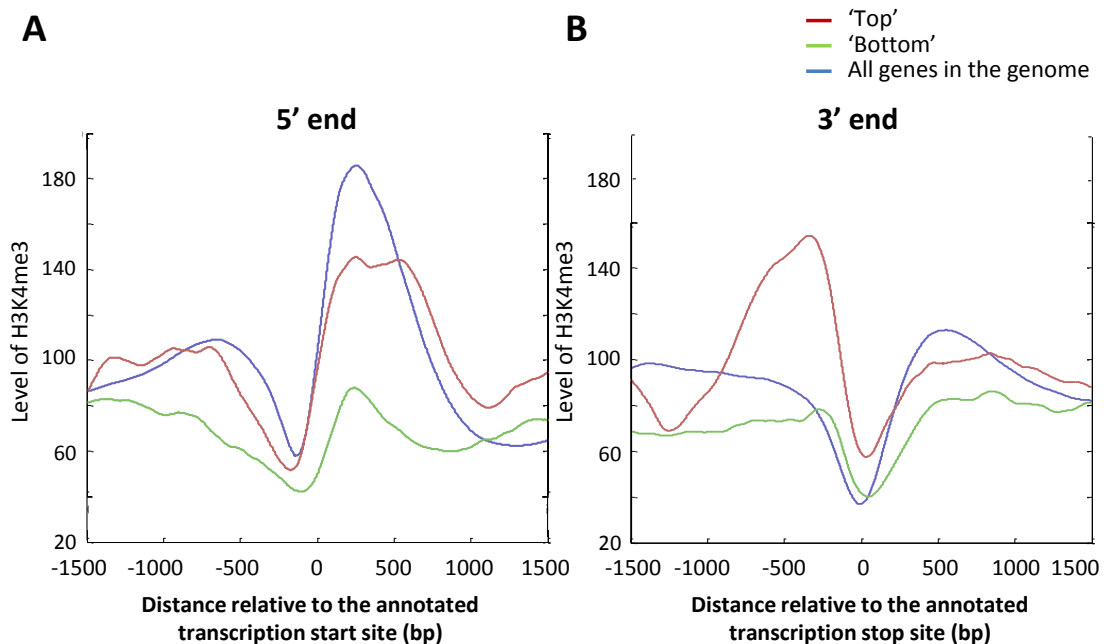 A
B
‘Top’
‘Bottom’
All genes in the genome
5’ end
3’ end
Level of H3K4me3
180
140
100
60
20
-1500 -1000 -500 0 500 1000 1500
Distance relative to the annotated
transcription start site (bp)
Level of H3K4me3
180
140
100
60
20
-1500 -1000 -500 0 500 1000 1500
Distance relative to the annotated
transcription stop site (bp)